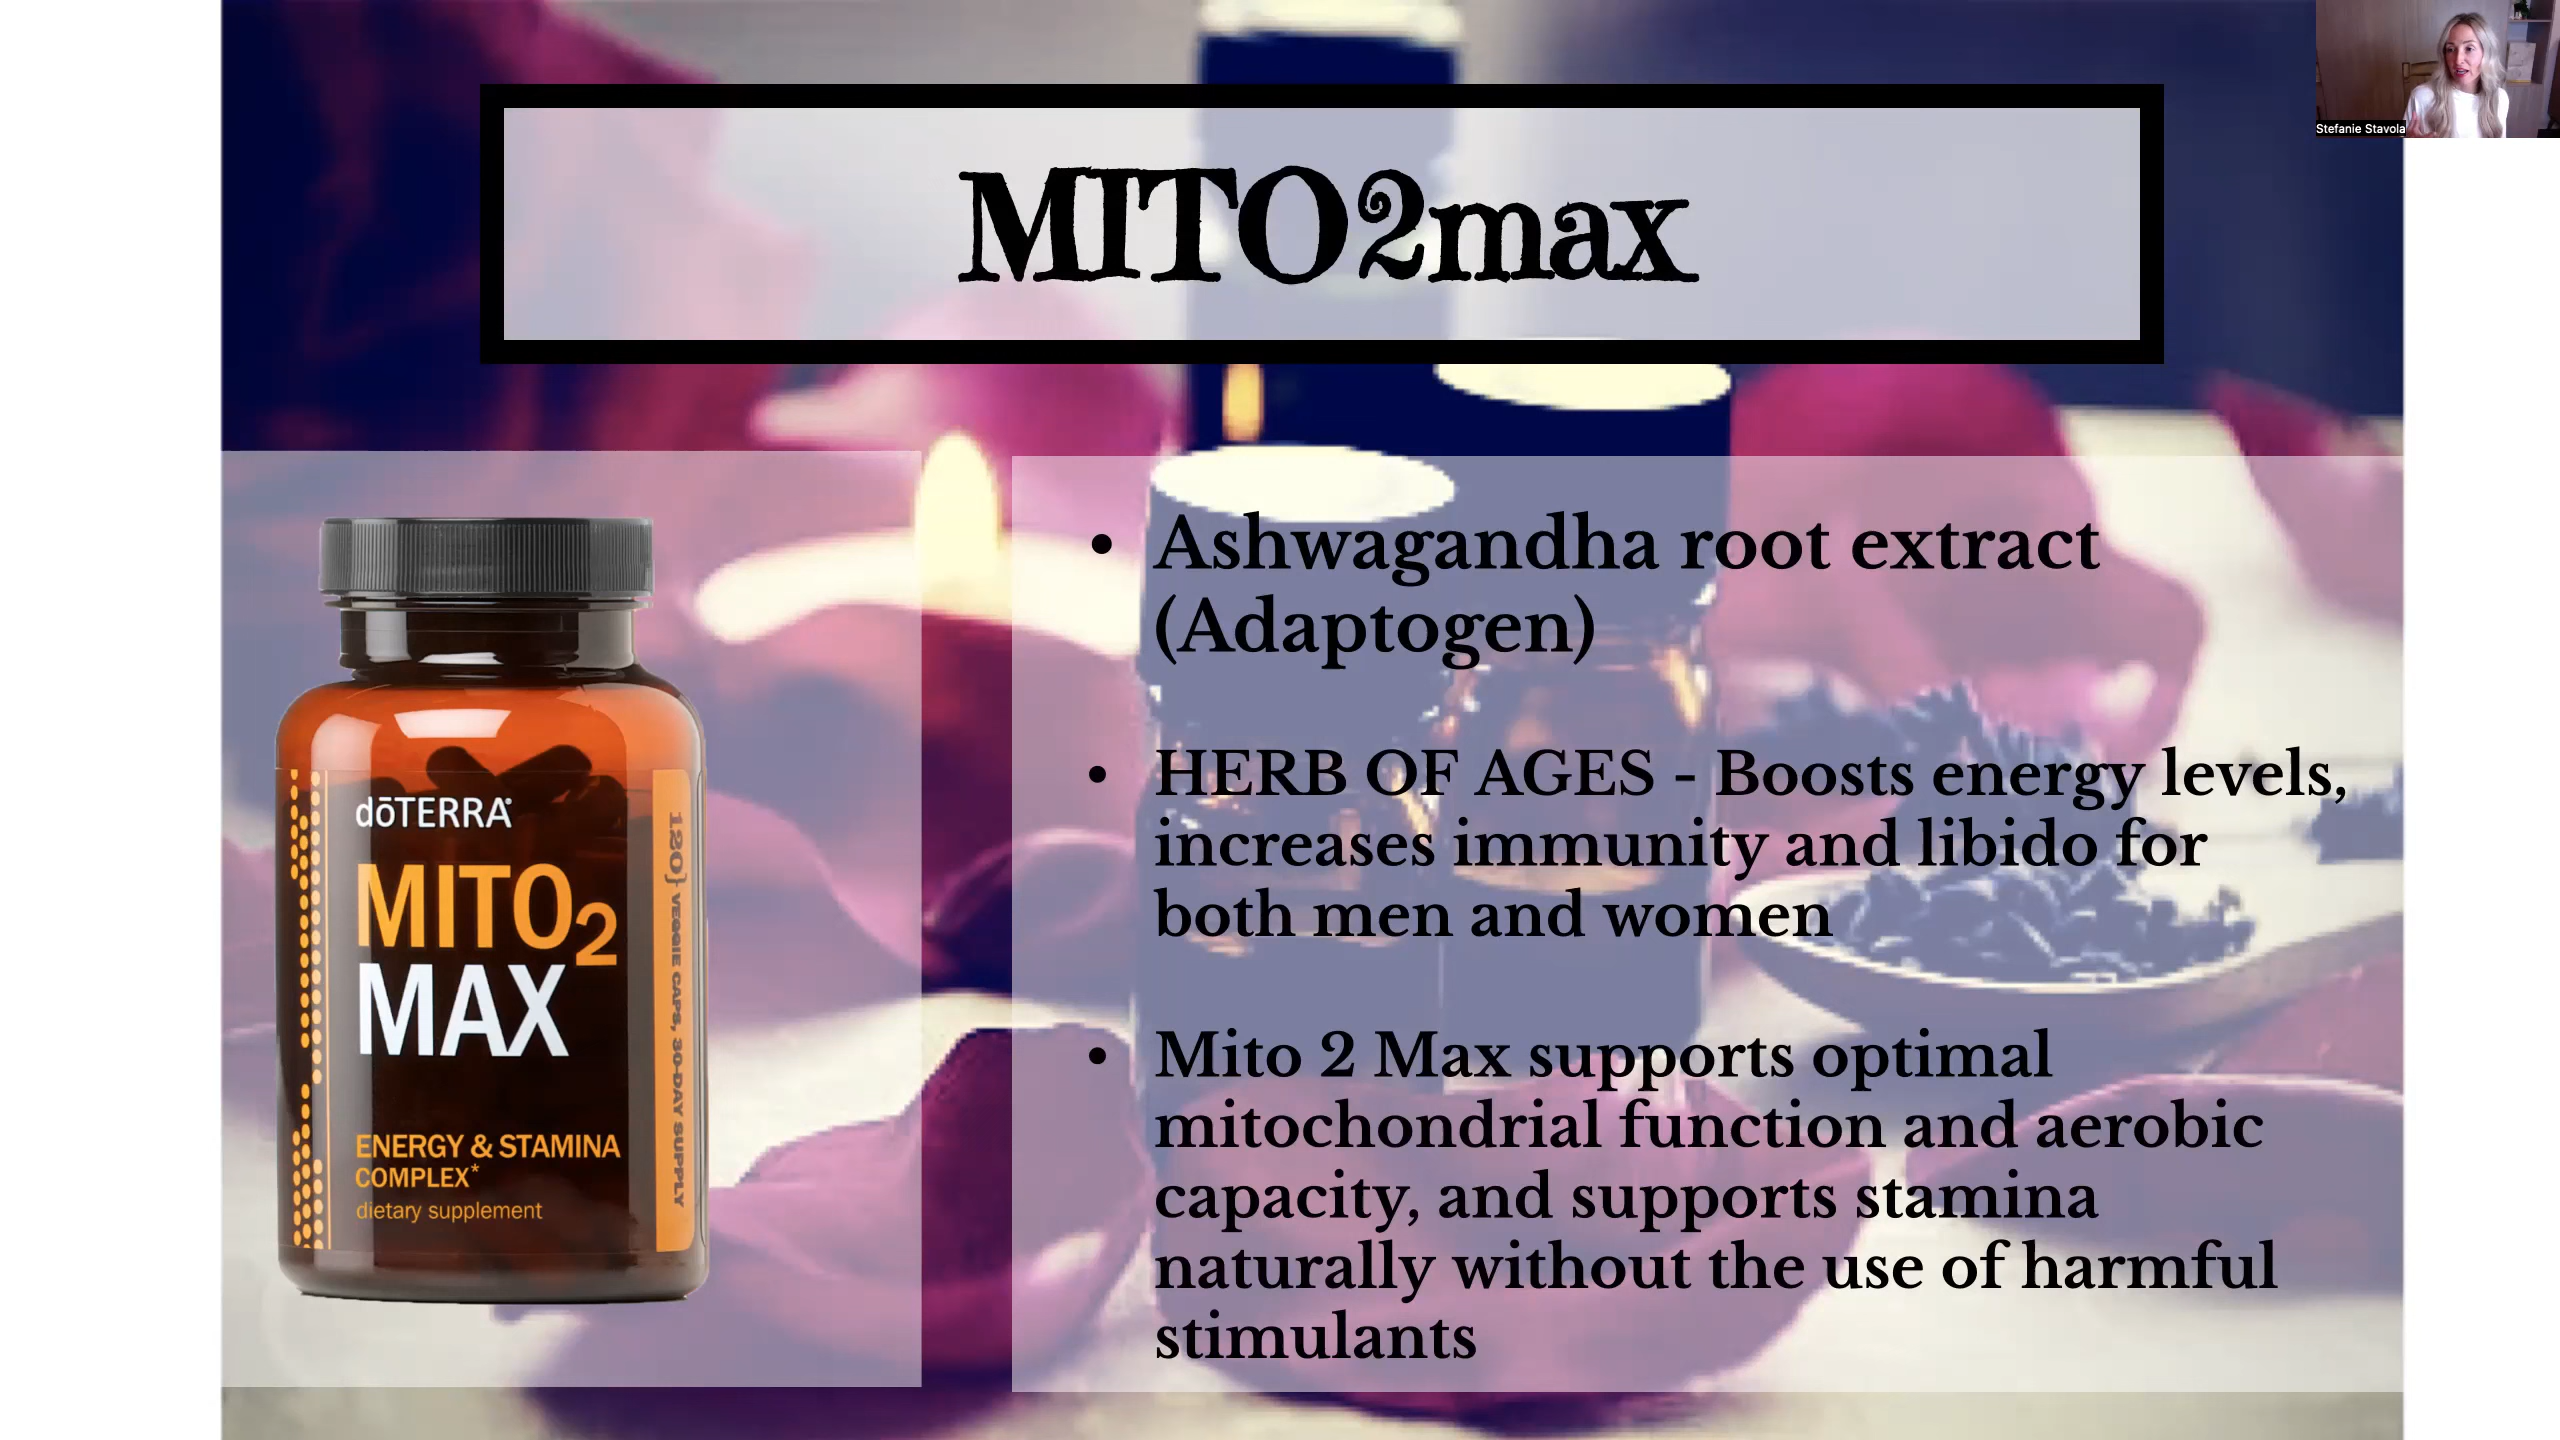 Stefanie Stavola
MITO2max
• Ashwagandha root extract
(Adaptogen)
• HERB OF AGES - Boosts energy levels,
increases immunity and libido for
both men and women
• Mito 2 Max supports optimal
mitochondrial function and aerobic
capacity, and supports stamina
naturally without the use of harmful
stimulants
dōTERRA®
MITO2
MAX
ENERGY & STAMINA
COMPLEX*
dietary supplement
120} VEGGIE CAPS, 30-DAY SUPPLY